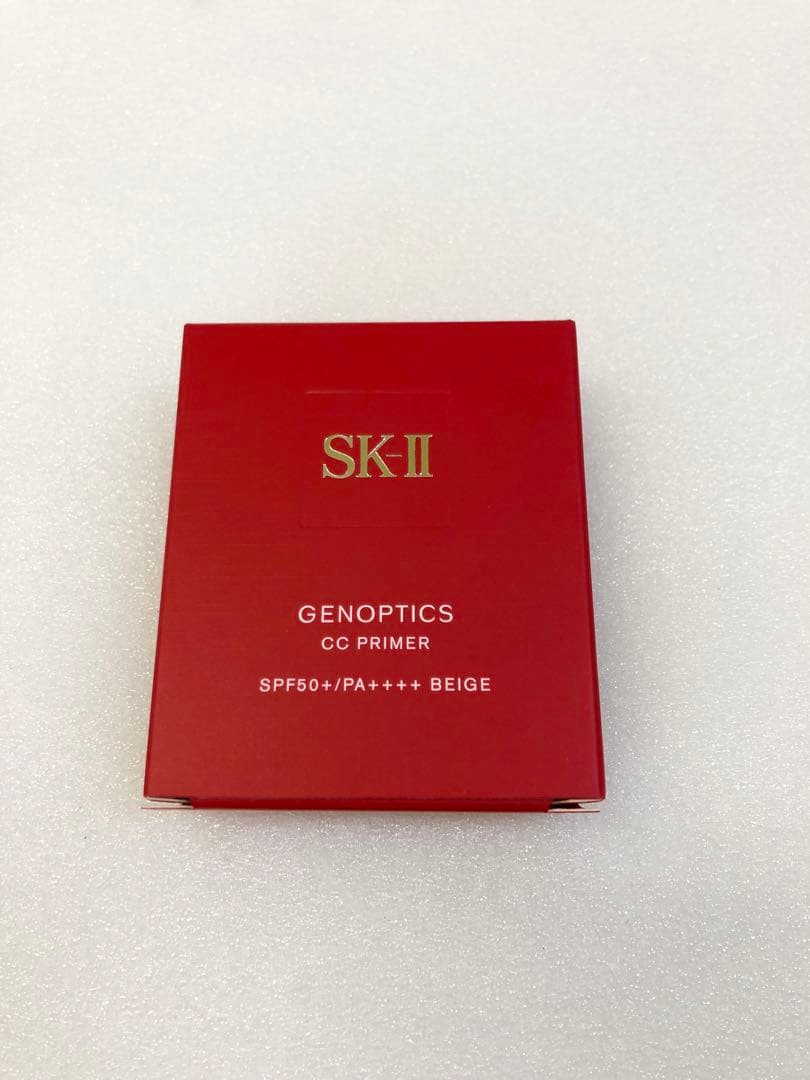 SK-II
GENOPTICS
CC PRIMER
SPF50+/PA++++ BEIGE